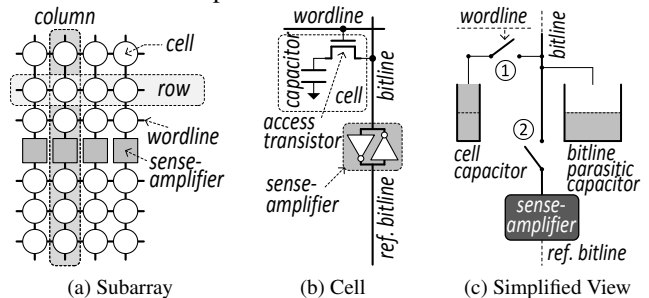 column
cell
row
wordline
sense-
amplifier
(a) Subarray
wordline
capacitor
cell
bitline
access
transistor
sense-
amplifier
ref. bitline
(b) Cell
wordline
bitline
1
2
cell
capacitor
bitline
parasitic
capacitor
sense-
amplifier
ref. bitline
(c) Simplified View